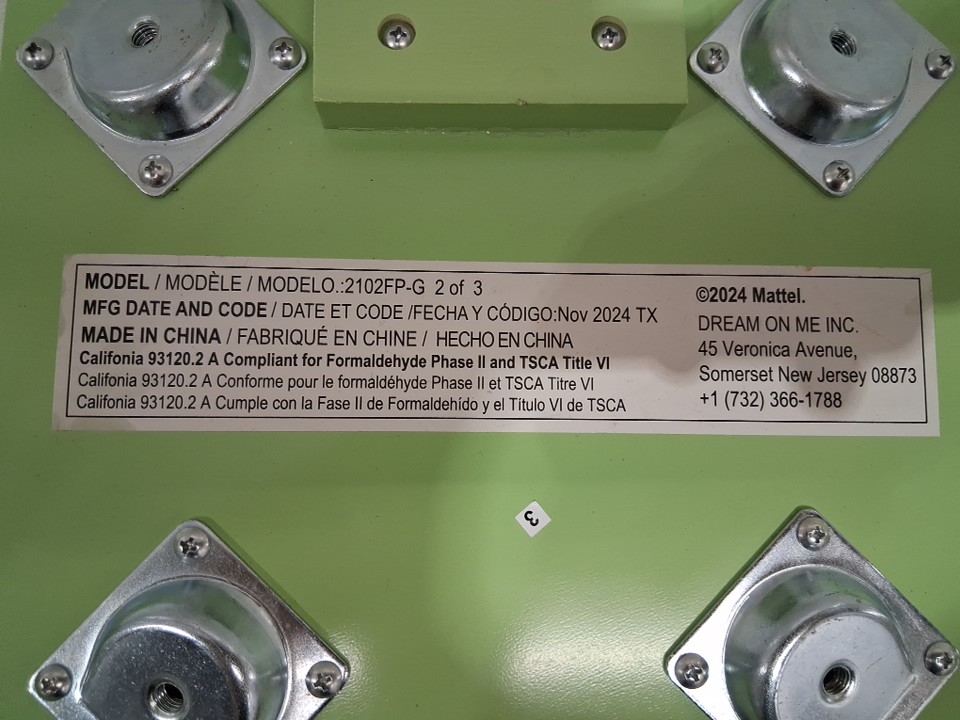 MODEL / MODÈLE / MODELO.:2102FP-G 2 of 3
MFG DATE AND CODE / DATE ET CODE /FECHA Y CÓDIGO:Nov 2024 TX
MADE IN CHINA / FABRIQUÉ EN CHINE / HECHO EN CHINA
Califonia 93120.2 A Compliant for Formaldehyde Phase II and TSCA Title VI
Califonia 93120.2 A Conforme pour le formaldéhyde Phase II et TSCA Titre VI
Califonia 93120.2 A Cumple con la Fase II de Formaldehído y el Título VI de TSCA
©2024 Mattel.
DREAM ON ME INC.
45 Veronica Avenue,
Somerset New Jersey 08873
+1 (732) 366-1788
3